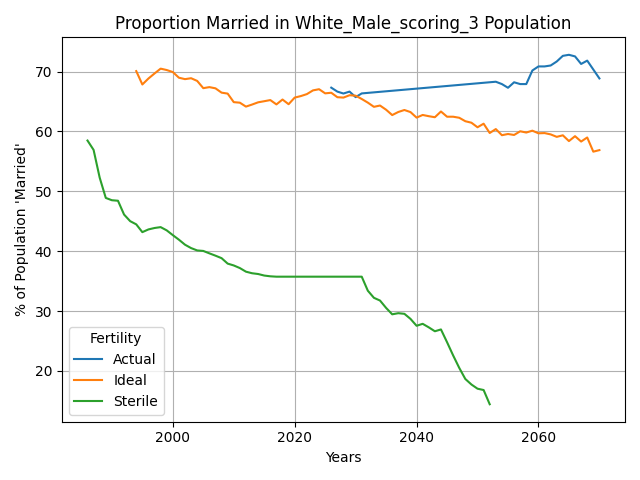 Proportion Married in White_Male_scoring_3 Population
% of Population 'Married'
70
60
50
40
30
20
Fertility
Actual
Ideal
Sterile
2000 2020 2040 2060
Years